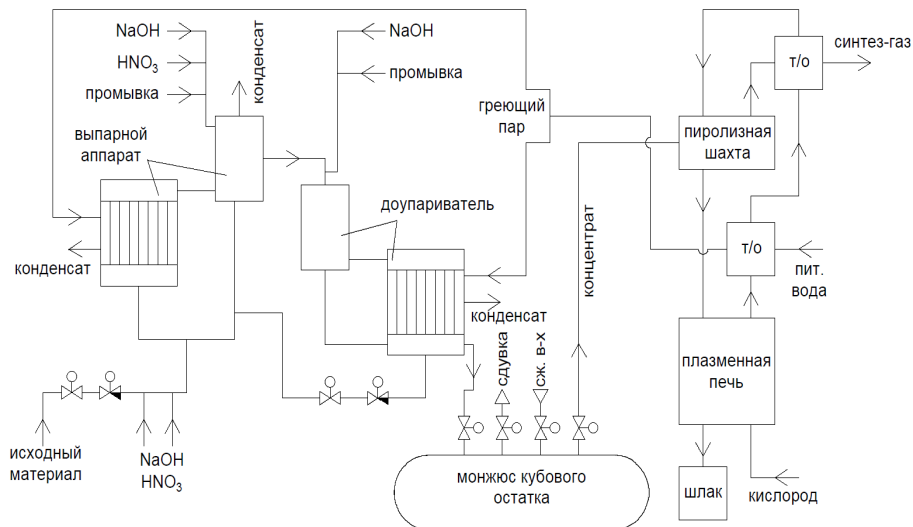 NaOH
HNO₃
промывка
конденсат
выпарной
аппарат
конденсат
исходный
материал
NaOH
HNO₃
NaOH
промывка
греющий
пар
доупариватель
конденсат
сдувка
сж. в-х
концентрат
монжюс кубового
остатка
синтез-газ
т/о
пиролизная
шахта
т/о
пит.
вода
плазменная
печь
шлак
кислород